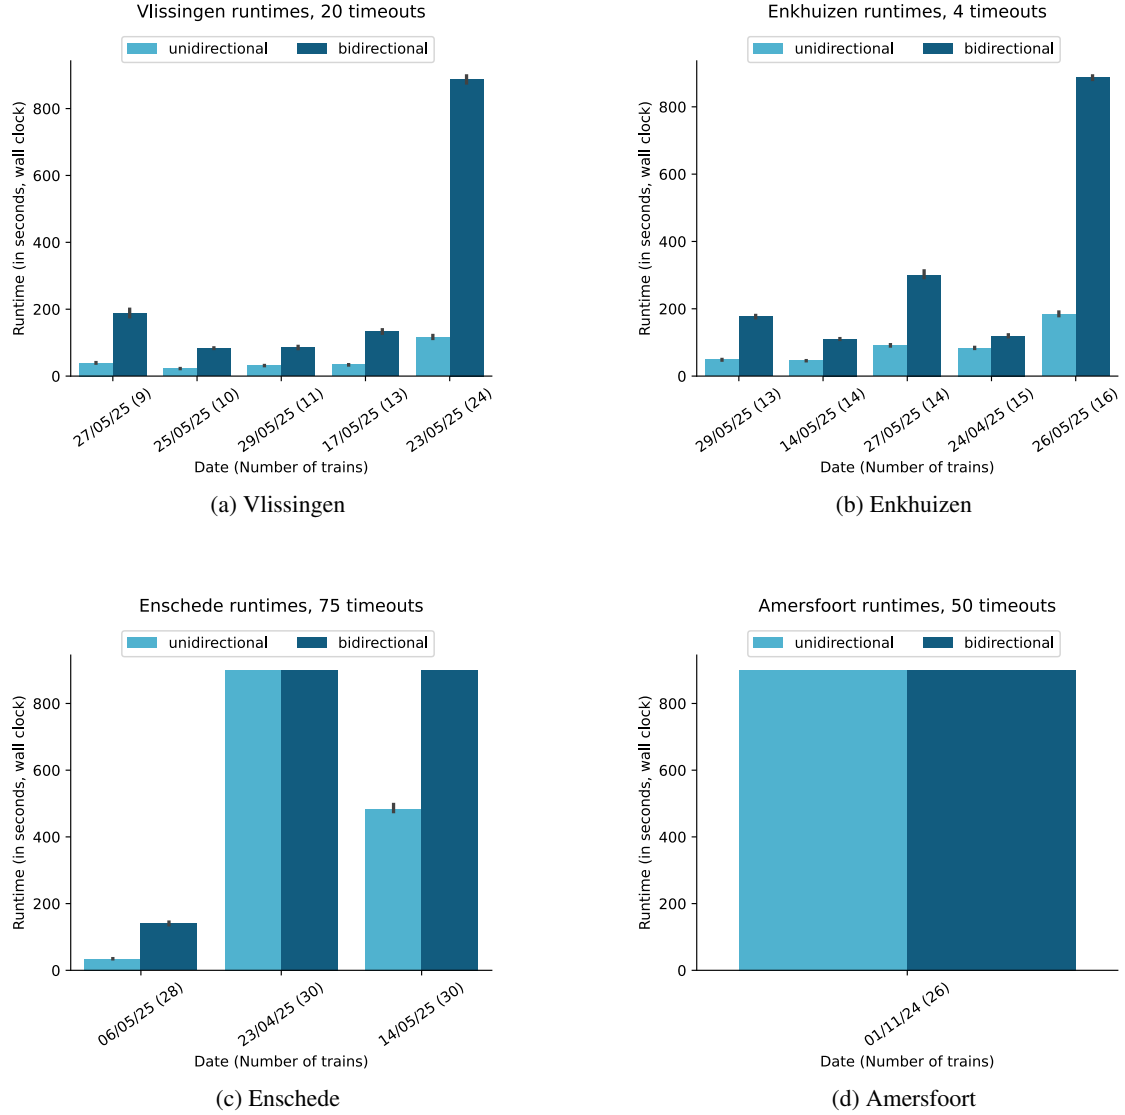 Vlissingen runtimes, 20 timeouts
unidirectional bidirectional
Runtime (in seconds, wall clock)
800
600
400
200
0
27/05/25 (9)
25/05/25 (10)
29/05/25 (11)
17/05/25 (13)
23/05/25 (24)
Date (Number of trains)
(a) Vlissingen
Enkhuizen runtimes, 4 timeouts
unidirectional bidirectional
Runtime (in seconds, wall clock)
800
600
400
200
0
29/05/25 (13)
14/05/25 (14)
27/05/25 (14)
24/04/25 (15)
26/05/25 (16)
Date (Number of trains)
(b) Enkhuizen
Enschede runtimes, 75 timeouts
unidirectional bidirectional
Runtime (in seconds, wall clock)
800
600
400
200
0
06/05/25 (28)
23/04/25 (30)
14/05/25 (30)
Date (Number of trains)
(c) Enschede
Amersfoort runtimes, 50 timeouts
unidirectional bidirectional
Runtime (in seconds, wall clock)
800
600
400
200
0
01/11/24 (26)
Date (Number of trains)
(d) Amersfoort